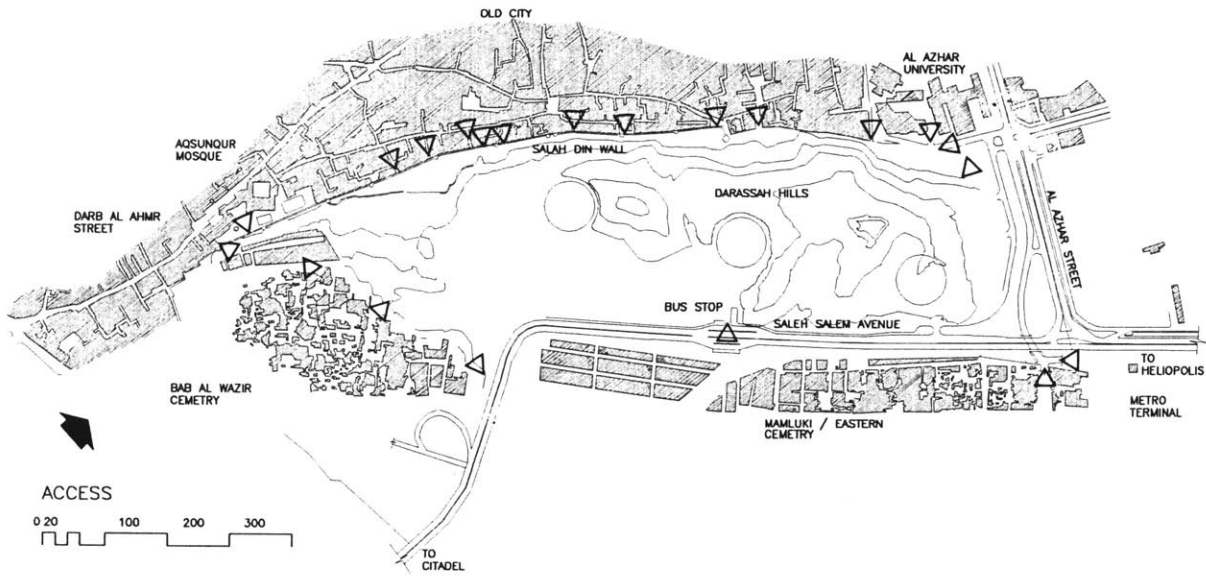 OLD CITY
AL AZHAR
UNIVERSITY
AQSUNQUR
MOSQUE
SALAH DIN WALL
DARASSAH HILLS
DARB AL AHMR
STREET
AL AZHAR STREET
BUS STOP
SALEH SALEM AVENUE
BAB AL WAZIR
CEMETRY
TO
HELIOPOLIS
METRO
TERMINAL
MAMLUKI / EASTERN
CEMETRY
ACCESS
0 20 100 200 300
TO
CITADEL